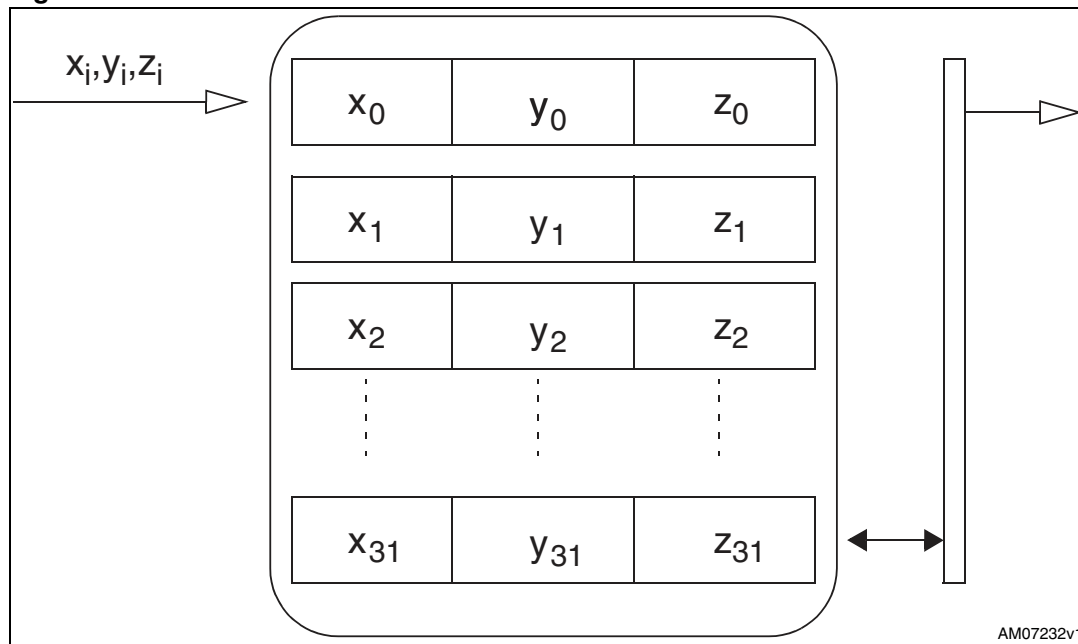 xi,yi,zi
x0 y0 z0
x1 y1 z1
x2 y2 z2
x31 y31 z31
AM07232v1